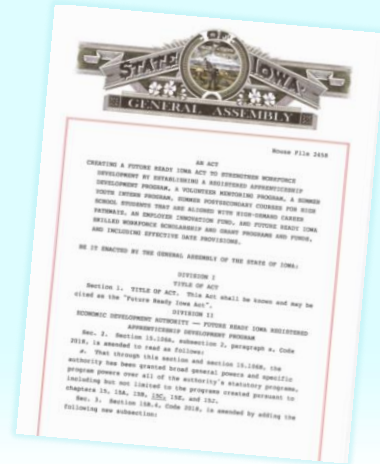 STATE OF IOWA
GENERAL ASSEMBLY
House File 2458
AN ACT
CREATING A FUTURE READY IOWA ACT TO STRENGTHEN WORKFORCE
DEVELOPMENT BY ESTABLISHING A REGISTERED APPRENTICESHIP
DEVELOPMENT PROGRAM, A VOLUNTEER MENTORING PROGRAM, A SUMMER
YOUTH INTERN PROGRAM, SUMMER POSTSECONDARY COURSES FOR HIGH
SCHOOL STUDENTS THAT ARE ALIGNED WITH HIGH-DEMAND CAREER
PATHWAYS, AN EMPLOYER INNOVATION FUND, AND FUTURE READY IOWA
SKILLED WORKFORCE SCHOLARSHIP AND GRANT PROGRAMS AND FUNDS,
AND INCLUDING EFFECTIVE DATE PROVISIONS.
BE IT ENACTED BY THE GENERAL ASSEMBLY OF THE STATE OF IOWA:
DIVISION I
TITLE OF ACT
Section 1. TITLE OF ACT. This Act shall be known and may be
cited as the "Future Ready Iowa Act".
DIVISION II
ECONOMIC DEVELOPMENT AUTHORITY —— FUTURE READY IOWA REGISTERED
APPRENTICESHIP DEVELOPMENT PROGRAM
Sec. 2. Section 15.106A, subsection 2, paragraph a, Code
2018, is amended to read as follows:
a. That through this section and section 15.106B, the
authority has been granted broad general powers and specific
program powers over all of the authority's statutory programs,
including but not limited to the programs created pursuant to
chapters 15, 15A, 15B, 15C, 15E, and 15J.
Sec. 3. Section 15B.4, Code 2018, is amended by adding the
following new subsection: